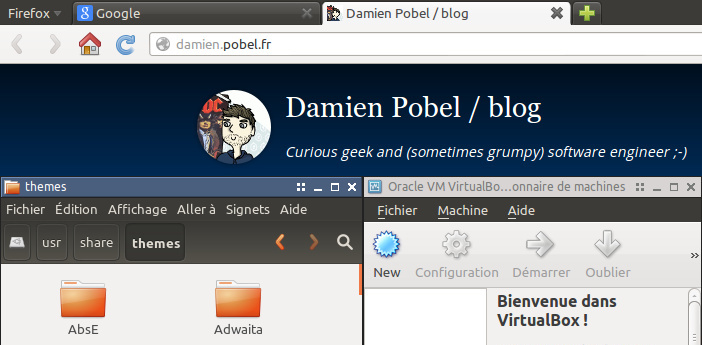 Firefox
Google
Damien Pobel / blog
damien.pobel.fr
Damien Pobel / blog
Curious geek and (sometimes grumpy) software engineer ;-)
themes
Fichier Édition Affichage Aller à Signets Aide
usr share themes
AbsE Adwaita
Oracle VM VirtualBo...onnaire de machines
Fichier Machine Aide
New Configuration Démarrer Oublier
»
Bienvenue dans
VirtualBox !